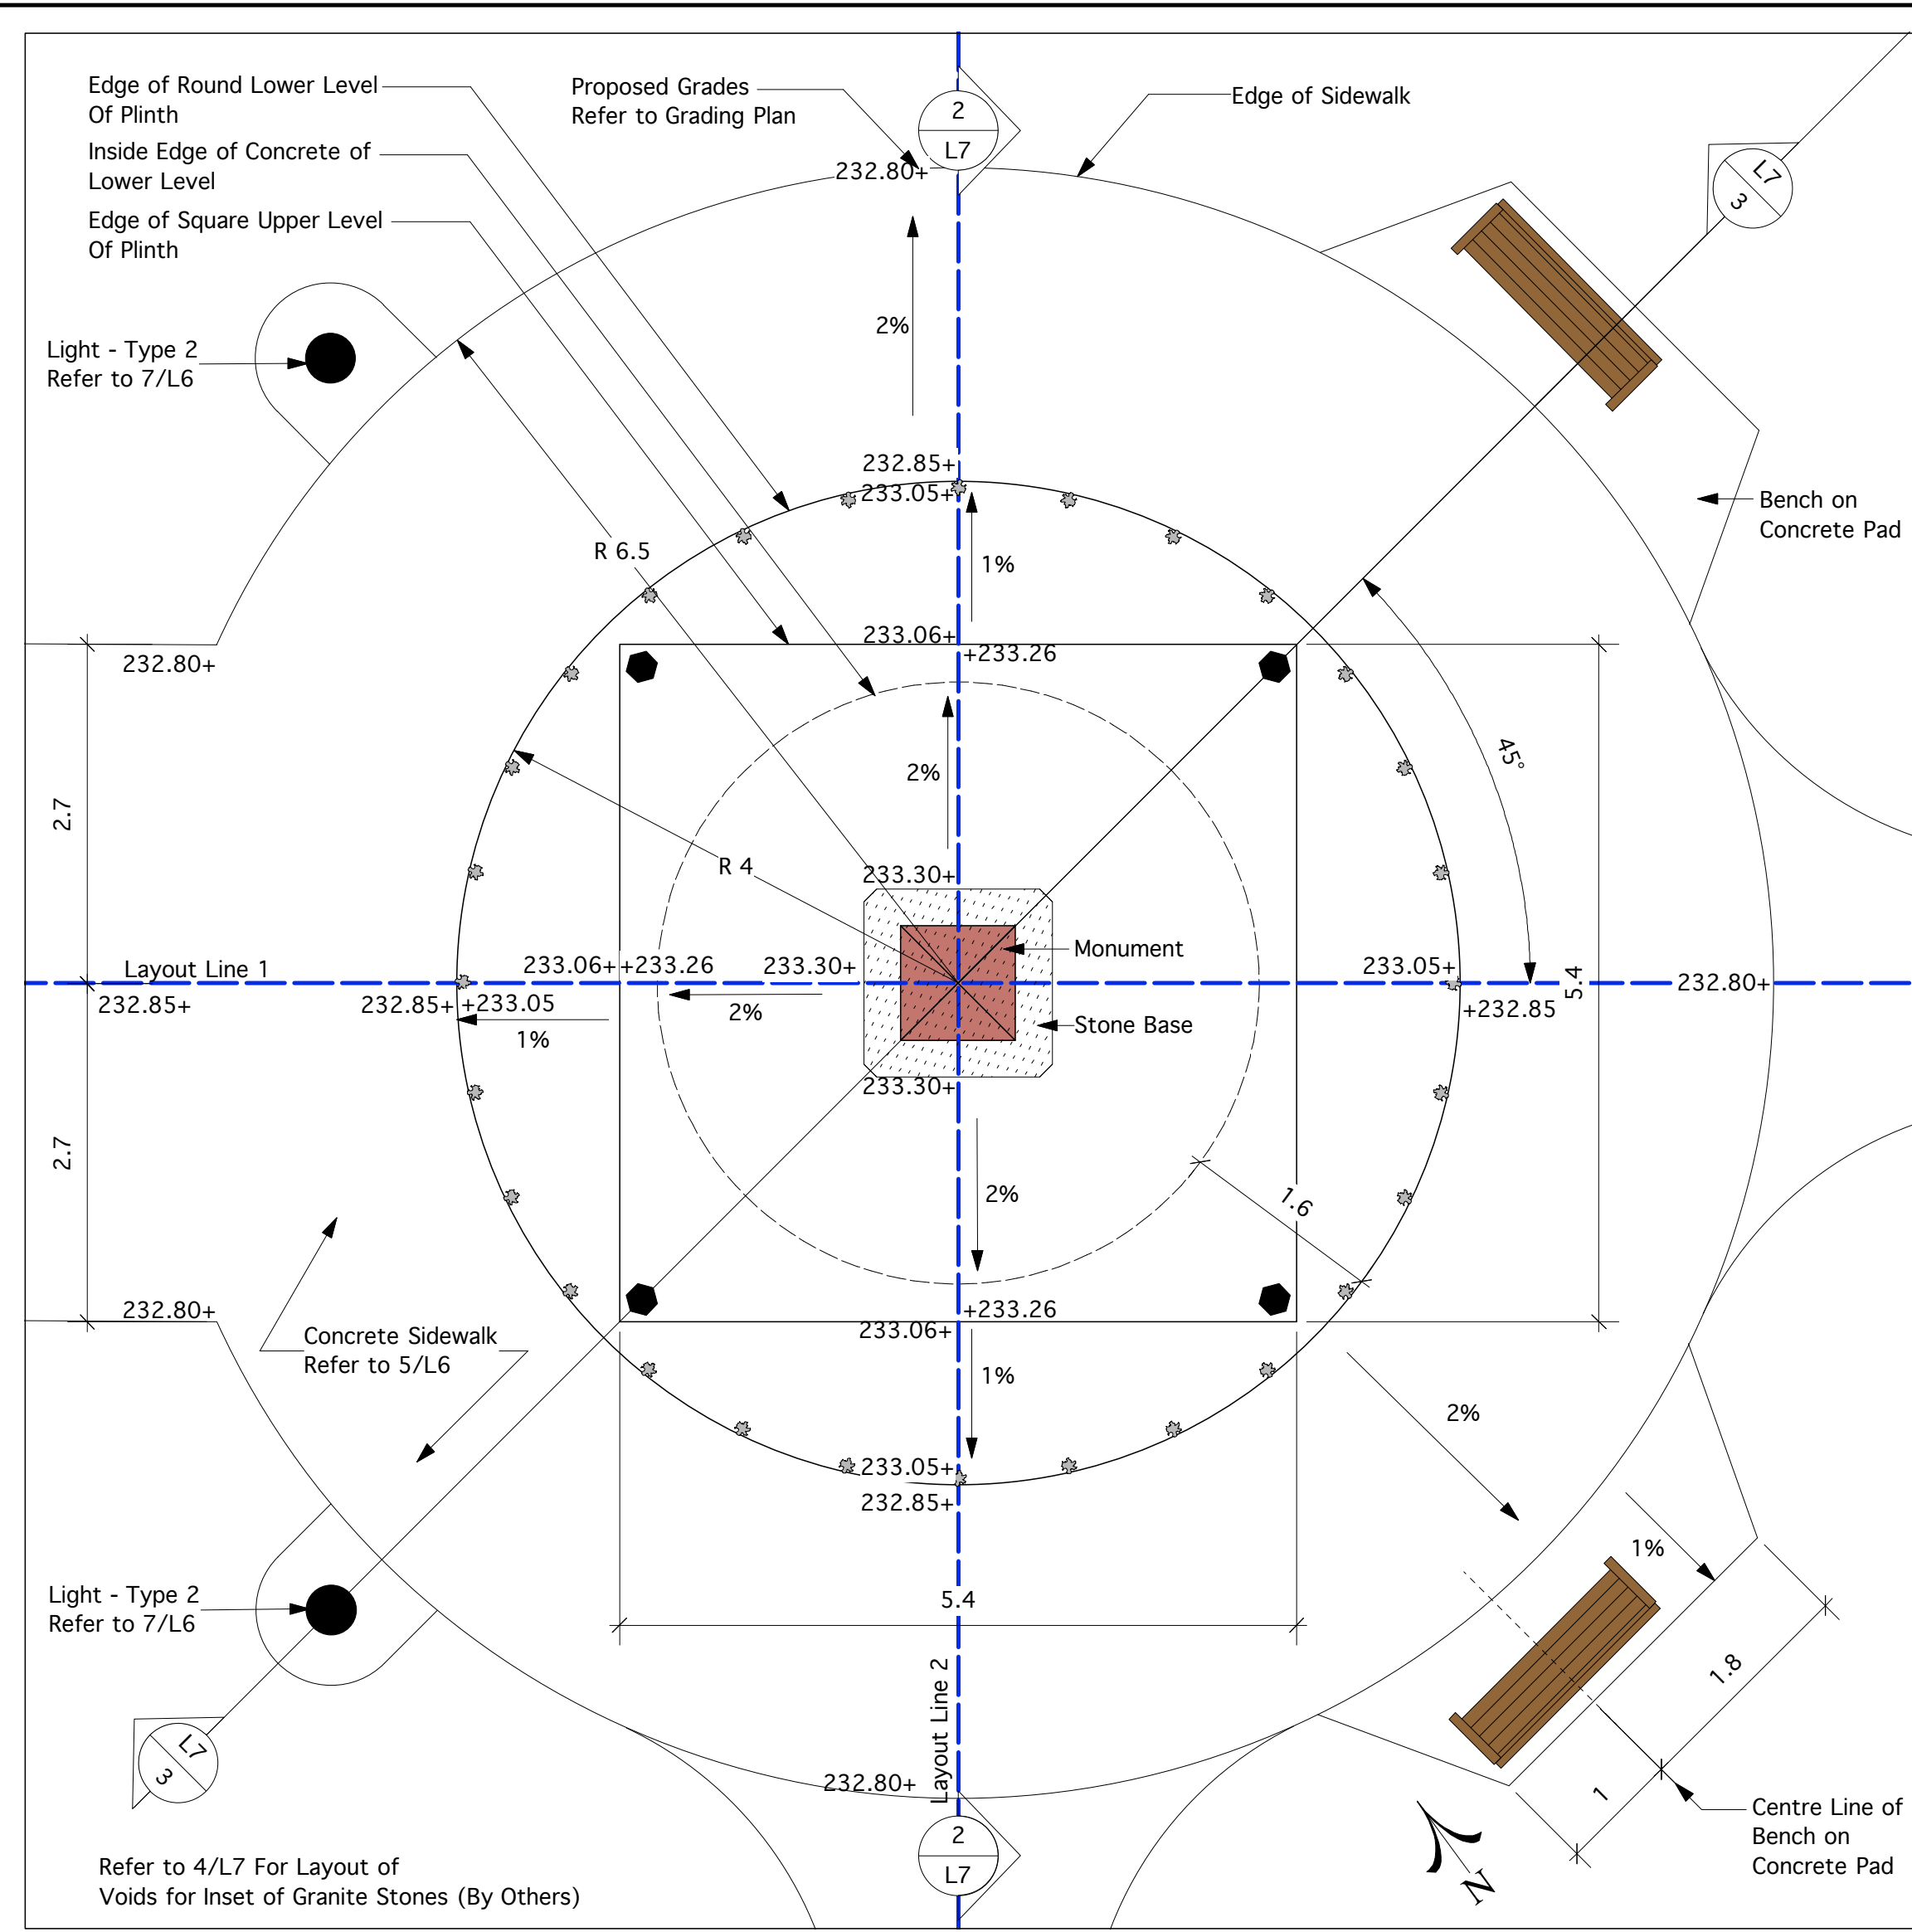 Edge of Round Lower Level
Of Plinth
Inside Edge of Concrete of
Lower Level
Edge of Square Upper Level
Of Plinth
Proposed Grades
Refer to Grading Plan
2
L7
Edge of Sidewalk
L7
3
232.80+
Light - Type 2
Refer to 7/L6
2%
232.85+
233.05+
Bench on
Concrete Pad
R 6.5
1%
233.06+
+233.26
232.80+
45°
2%
2.7
R 4
233.30+
Monument
Layout Line 1
233.06+
+233.26
233.30+
233.05+
5.4
232.80+
232.85+
232.85+
+233.05
2%
1%
+232.85
Stone Base
233.30+
2.7
2%
1.6
232.80+
+233.26
233.06+
Concrete Sidewalk
Refer to 5/L6
1%
2%
233.05+
232.85+
1%
Light - Type 2
Refer to 7/L6
5.4
Layout Line 2
1.8
L7
3
232.80+
1
Centre Line of
Bench on
Concrete Pad
2
L7
N
Refer to 4/L7 For Layout of
Voids for Inset of Granite Stones (By Others)